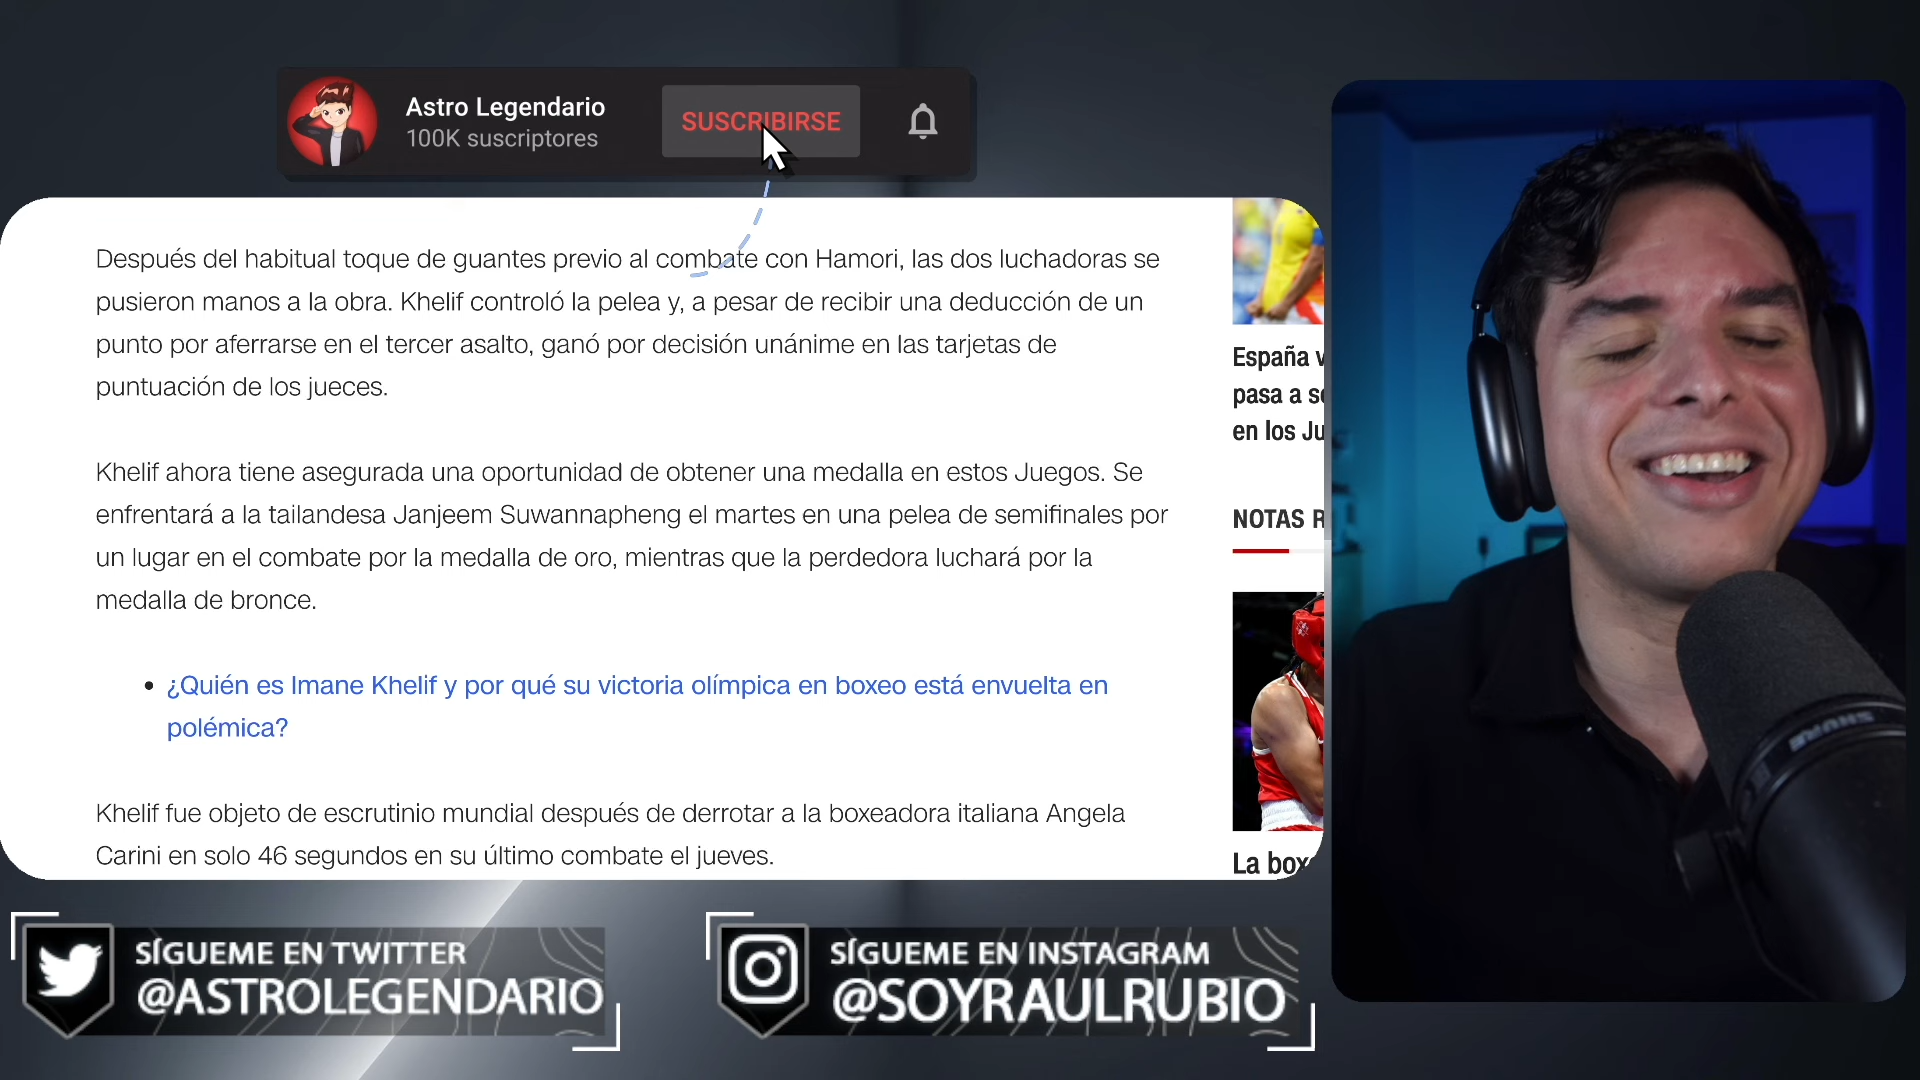 Astro Legendario
100K suscriptores
SUSCRIBIRSE
Después del habitual toque de guantes previo al combate con Hamori, las dos luchadoras se
pusieron manos a la obra. Khelif controló la pelea y, a pesar de recibir una deducción de un
punto por aferrarse en el tercer asalto, ganó por decisión unánime en las tarjetas de
puntuación de los jueces.
Khelif ahora tiene asegurada una oportunidad de obtener una medalla en estos Juegos. Se
enfrentará a la tailandesa Janjeem Suwannapheng el martes en una pelea de semifinales por
un lugar en el combate por la medalla de oro, mientras que la perdedora luchará por la
medalla de bronce.
• ¿Quién es Imane Khelif y por qué su victoria olímpica en boxeo está envuelta en
polémica?
Khelif fue objeto de escrutinio mundial después de derrotar a la boxeadora italiana Angela
Carini en solo 46 segundos en su último combate el jueves.
España v
pasa a se
en los Ju
NOTAS R
La boxe
SHURE
SÍGUEME EN TWITTER
@ASTROLEGENDARIO
SÍGUEME EN INSTAGRAM
@SOYRAULRUBIO